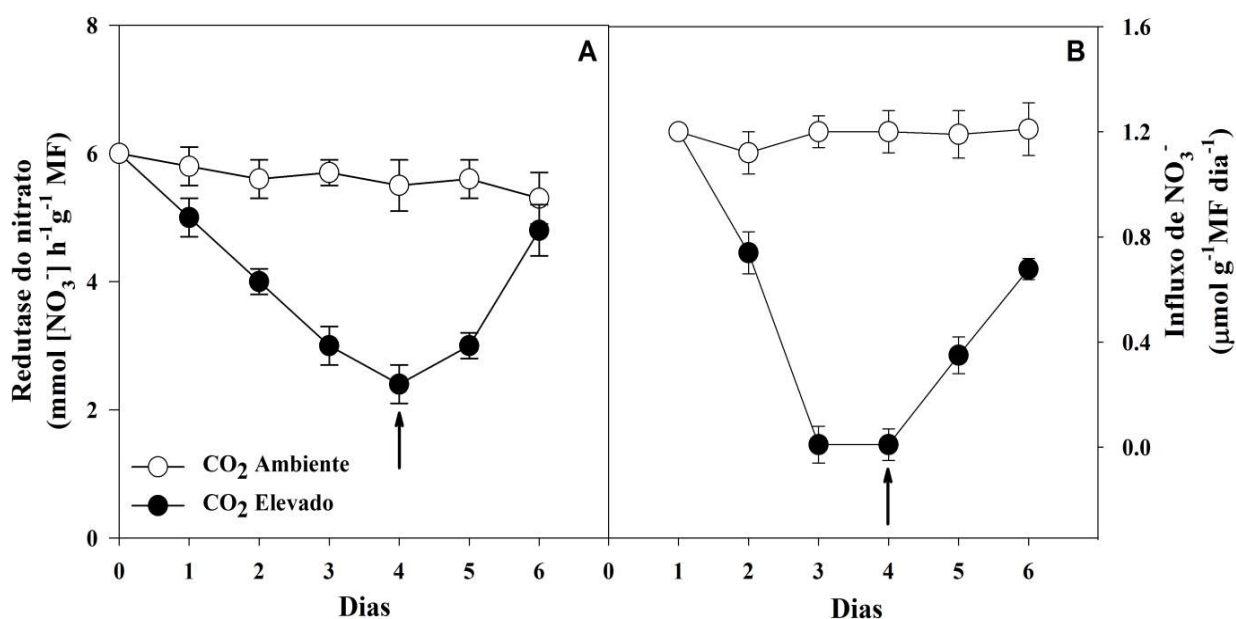 8
6
4
2
0
Redutase do nitrato
(mmol [NO3-] h-1g-1 MF)
A
CO2 Ambiente
CO2 Elevado
0 1 2 3 4 5 6
Dias
B
0 1 2 3 4 5 6
Dias
1.6
1.2
0.8
0.4
0.0
Influxo de NO3-
(µmol g-1MF dia-1)